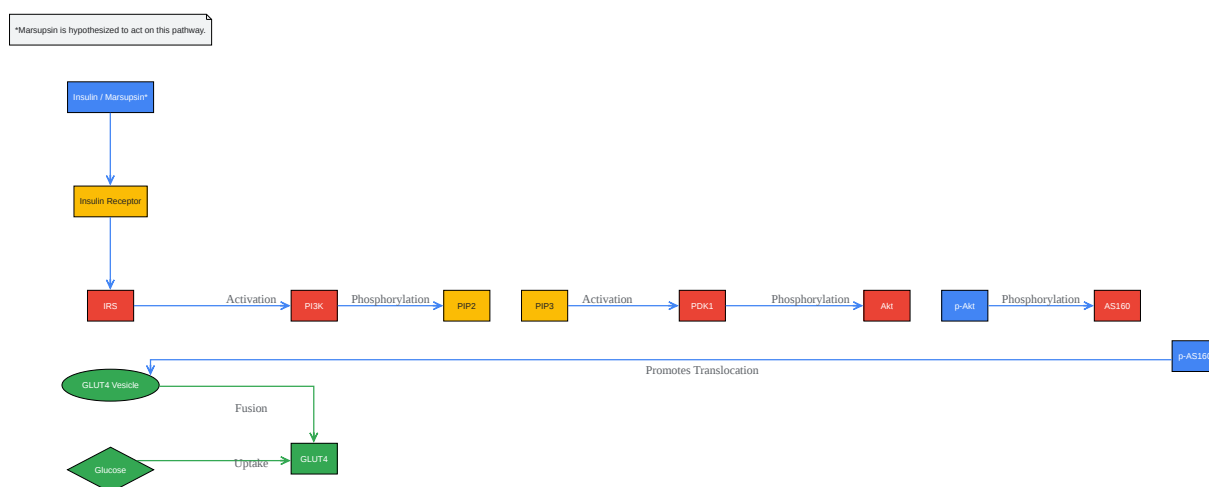 *Marsupsin is hypothesized to act on this pathway.
Insulin / Marsupsin*
Insulin Receptor
IRS
Activation
PI3K
Phosphorylation
PIP2
PIP3
Activation
PDK1
Phosphorylation
Akt
p-Akt
Phosphorylation
AS160
p-AS160
Promotes Translocation
GLUT4 Vesicle
Fusion
Glucose
Uptake
GLUT4